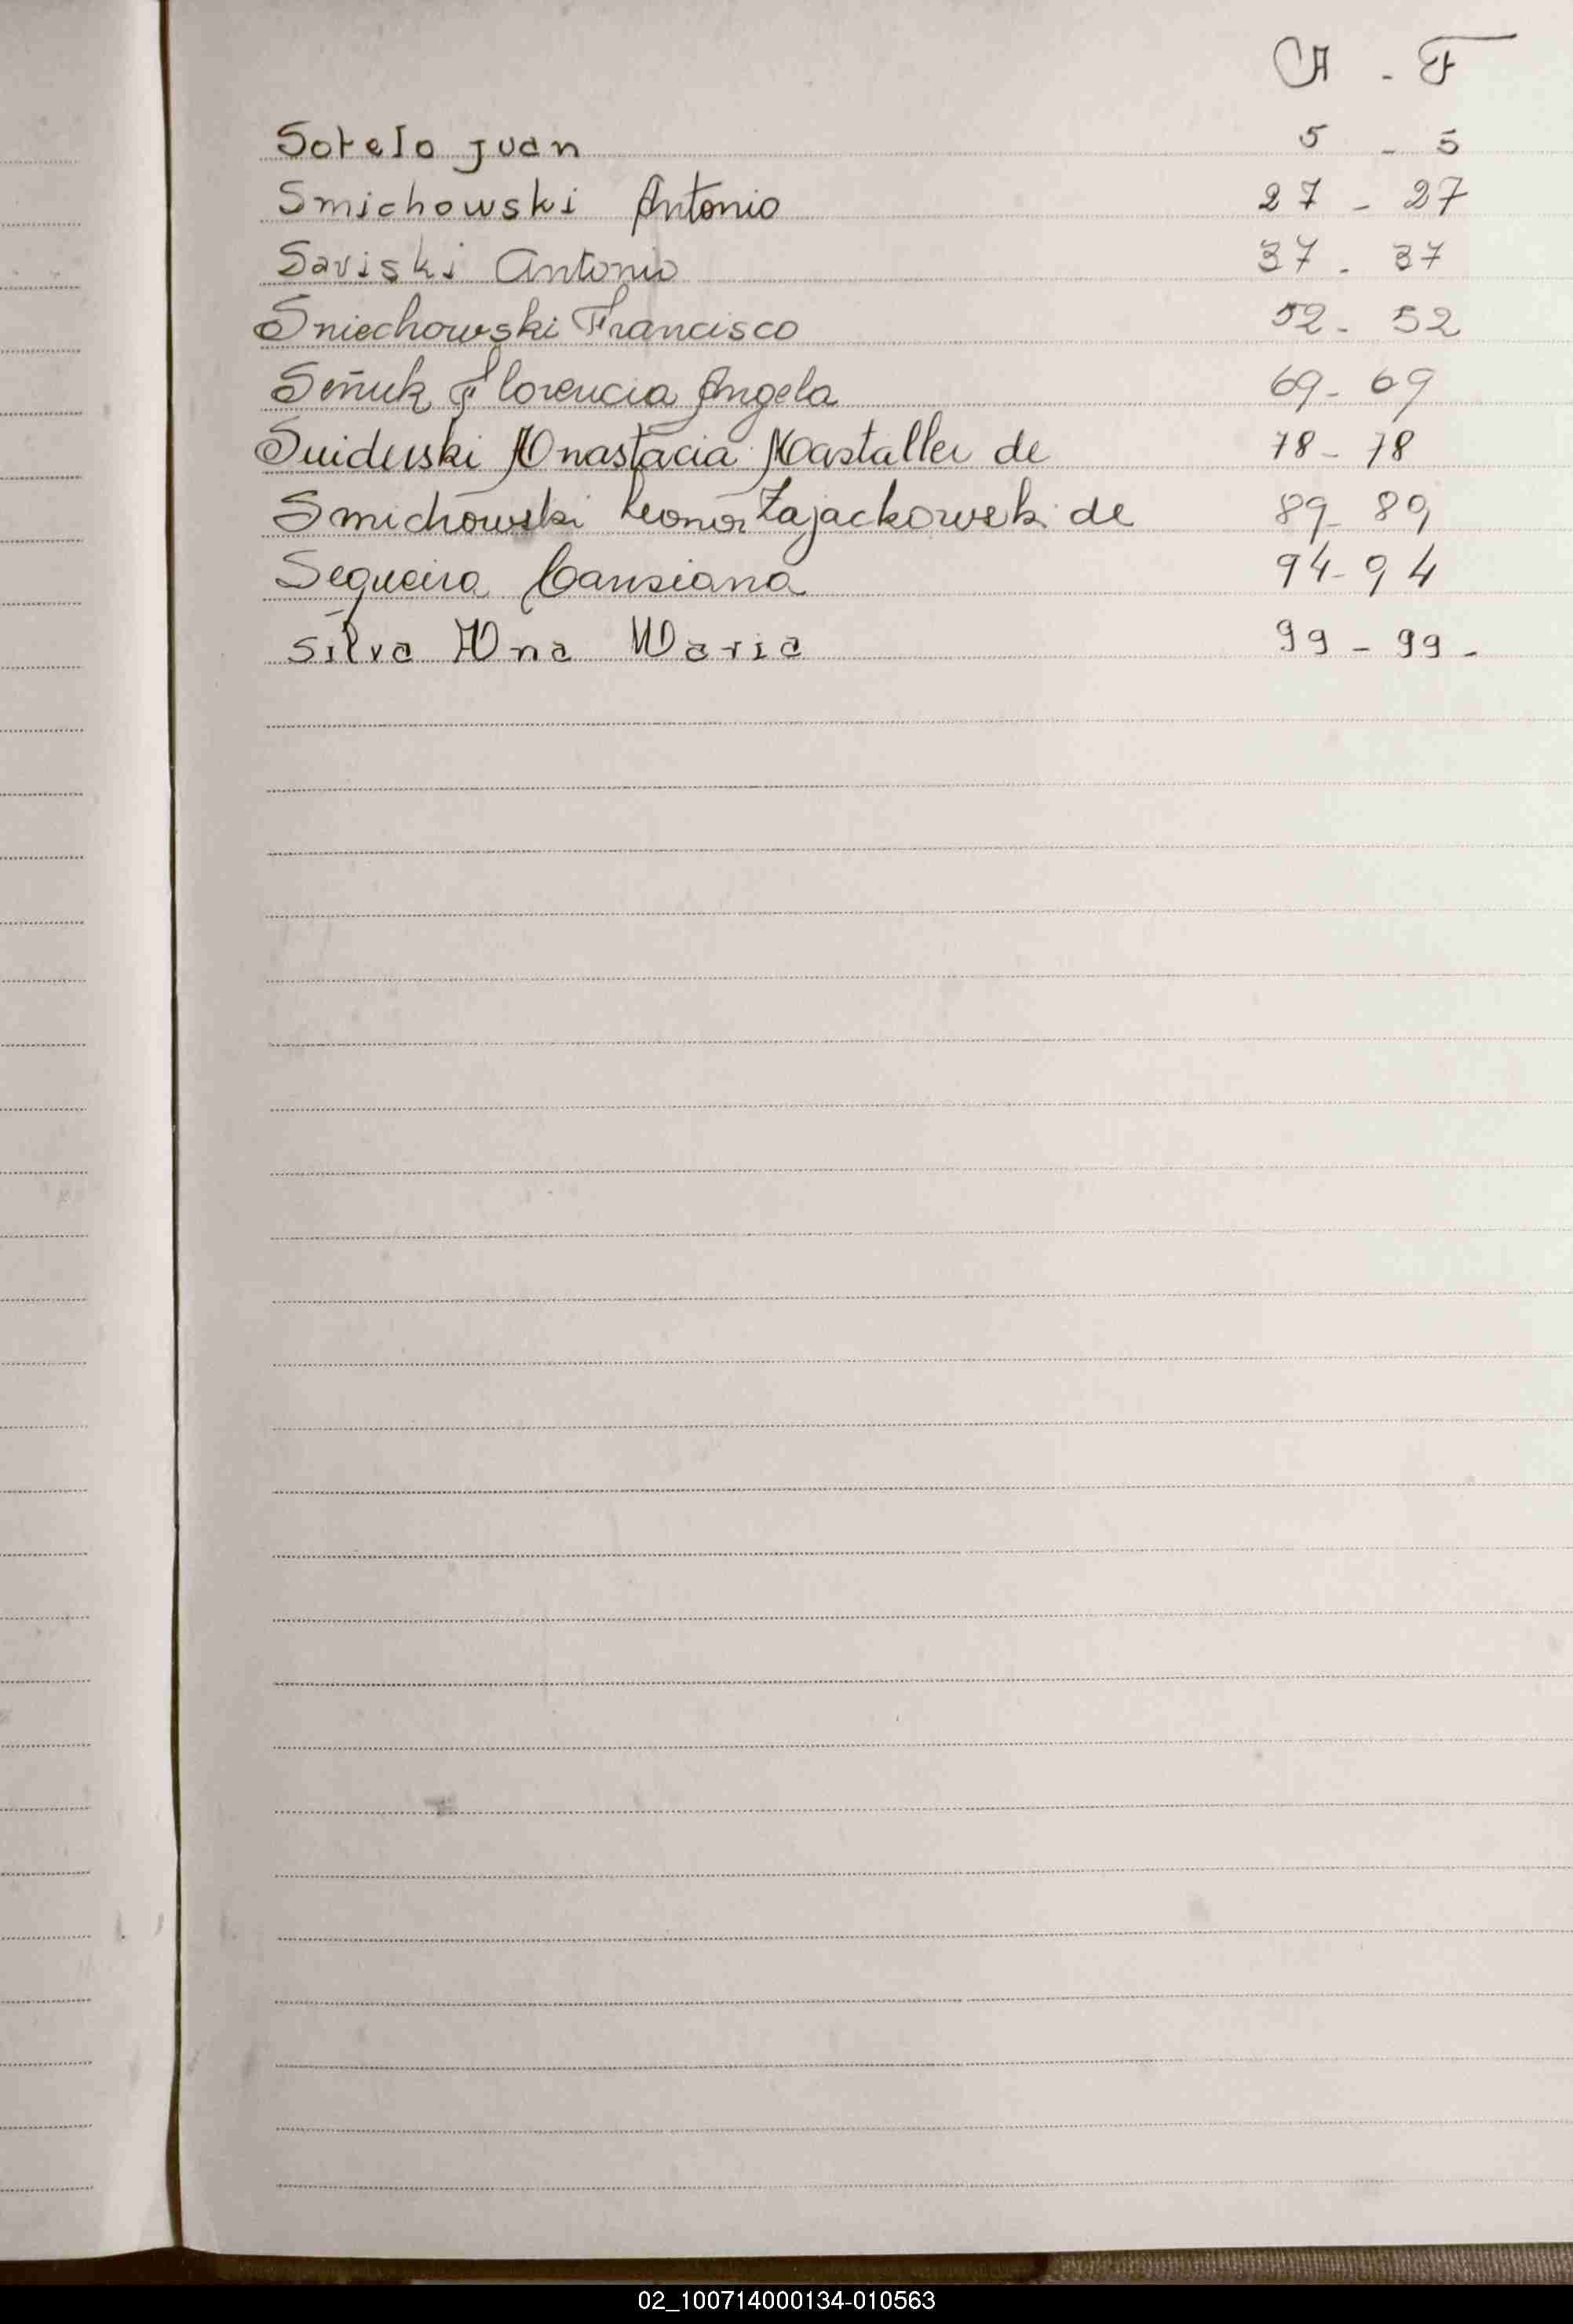 A - F
Sotelo Juan 5 - 5
Smichowski Antonio 27 - 27
Saviski Antonio 37 - 37
Sniechowski Francisco 52 - 52
Señuk Florencia Angela 69 - 69
Suiderski Anastacia Mastaller de 78 - 78
Smichowski Leonor Zajackowski de 89 - 89
Sequeira Cansiana 94 - 94
Silva Ana Maria 99 - 99 -
02_100714000134-010563